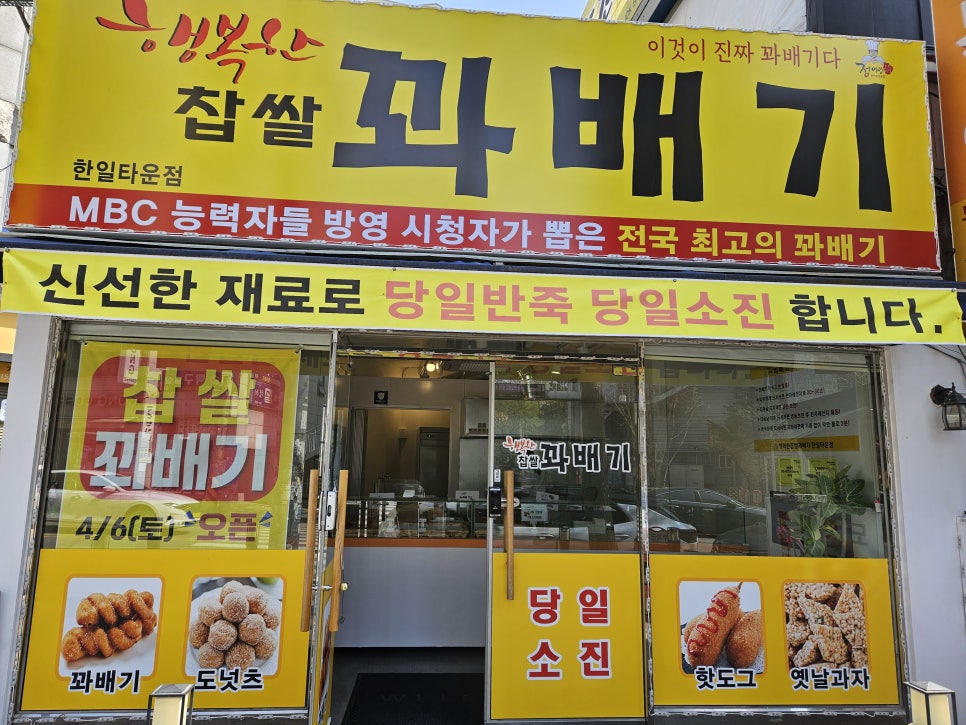 행복한
이것이 진짜 꽈배기다
찹쌀 꽈배기
한일타운점
MBC 능력자들 방영 시청자가 뽑은 전국 최고의 꽈배기
신선한 재료로 당일반죽 당일소진 합니다.
찹쌀
꽈배기
4/6(토) 오픈
행복한
찹쌀 꽈배기
당일
소진
꽈배기
도넛츠
핫도그
옛날과자